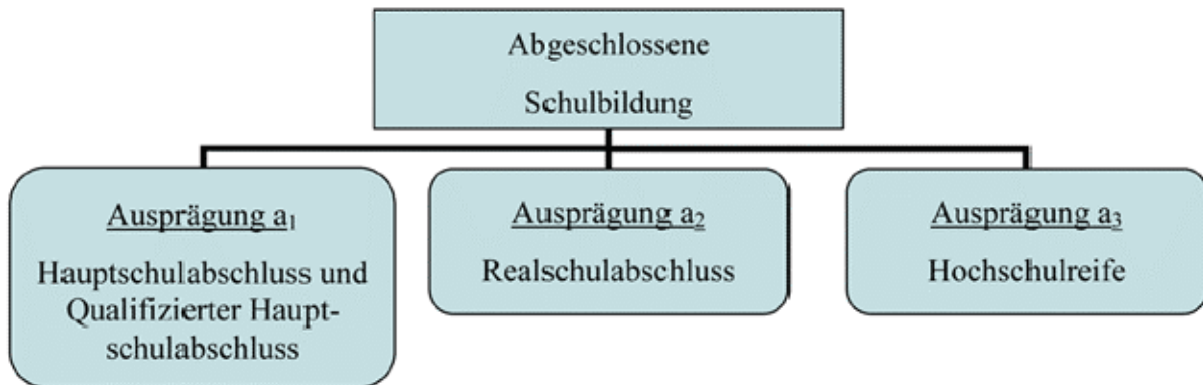 Abgeschlossene
Schulbildung
Ausprägung a₁
Hauptschulabschluss und
Qualifizierter Haupt-
schulabschluss
Ausprägung a₂
Realschulabschluss
Ausprägung a₃
Hochschulreife